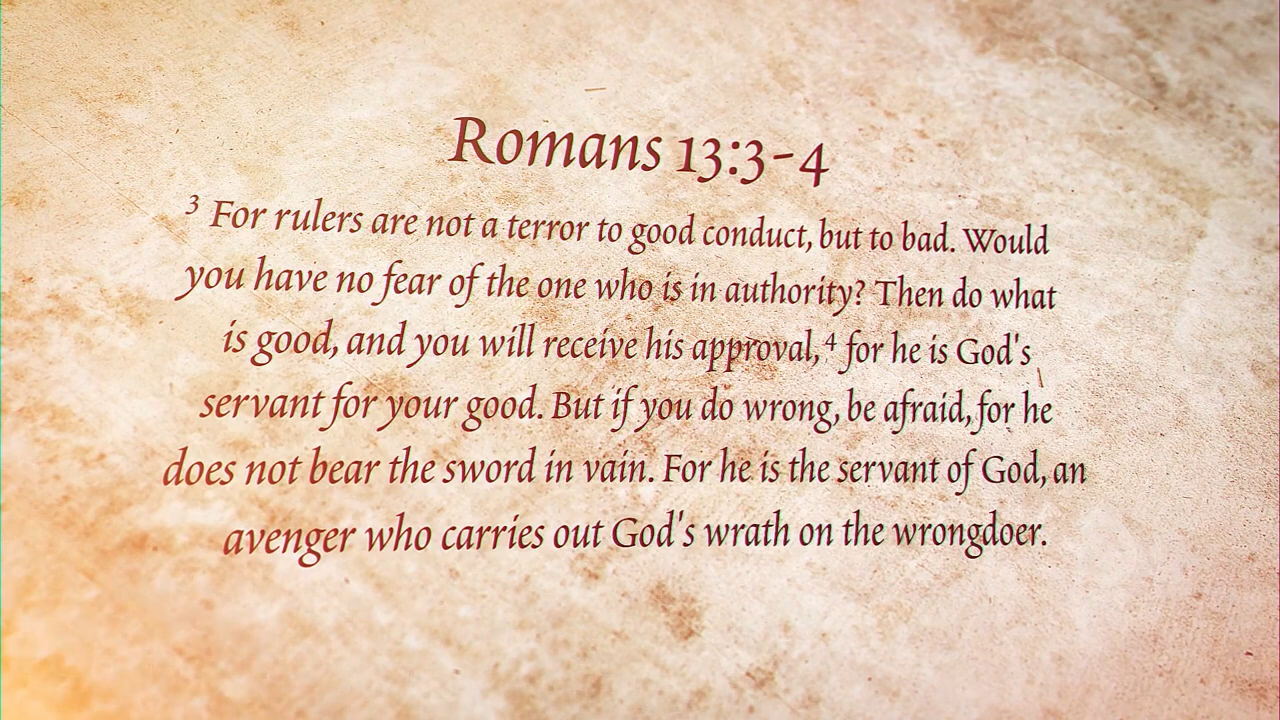 Romans 13:3-4
³ For rulers are not a terror to good conduct, but to bad. Would
you have no fear of the one who is in authority? Then do what
is good, and you will receive his approval,⁴ for he is God's
servant for your good. But if you do wrong, be afraid, for he
does not bear the sword in vain. For he is the servant of God, an
avenger who carries out God's wrath on the wrongdoer.